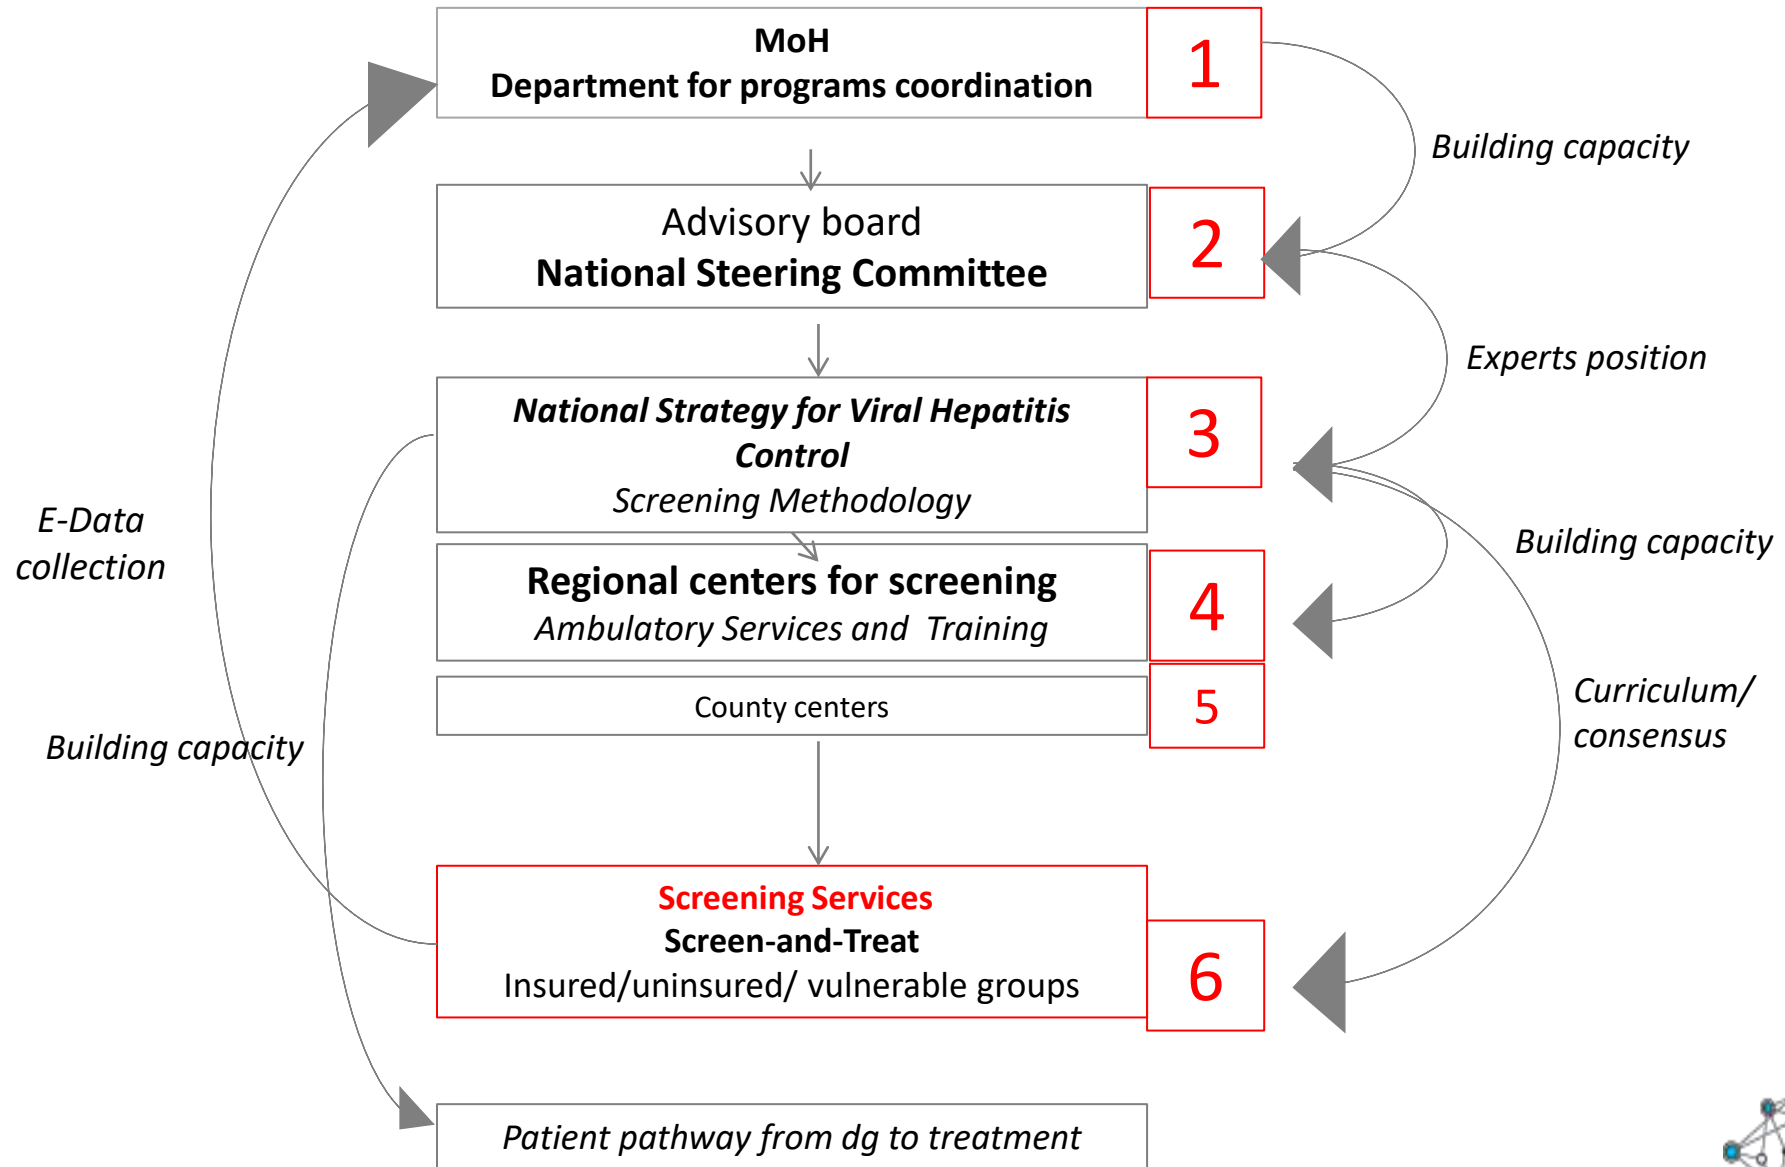 MoH
Department for programs coordination
1
Building capacity
Advisory board
National Steering Committee
2
Experts position
National Strategy for Viral Hepatitis
Control
Screening Methodology
3
E-Data
collection
Building capacity
Regional centers for screening
Ambulatory Services and  Training
4
County centers
5
Curriculum/
consensus
Building capacity
Screening Services
Screen-and-Treat
Insured/uninsured/ vulnerable groups
6
Patient pathway from dg to treatment